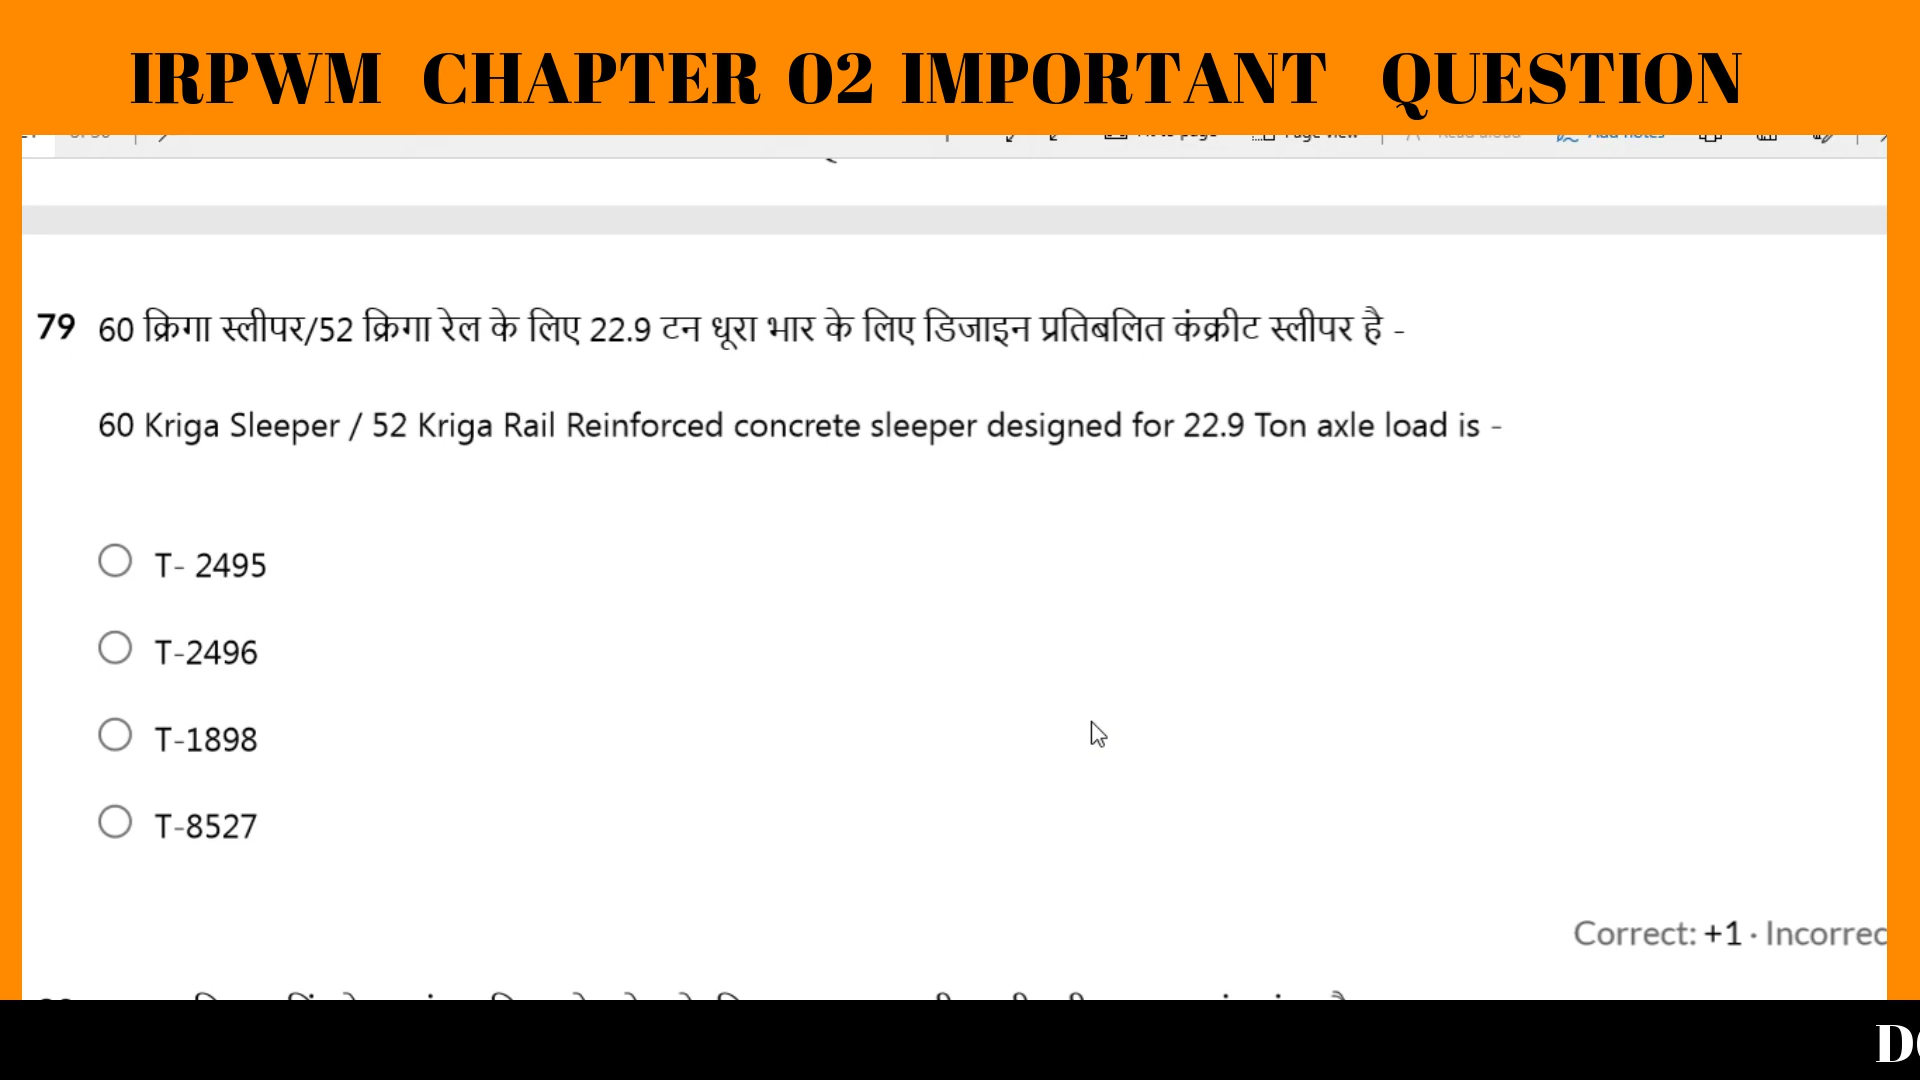 IRPWM CHAPTER 02 IMPORTANT QUESTION
79 60 क्रिगा स्लीपर/52 क्रिगा रेल के लिए 22.9 टन धूरा भार के लिए डिजाइन प्रतिबलित कंक्रीट स्लीपर है -
60 Kriga Sleeper / 52 Kriga Rail Reinforced concrete sleeper designed for 22.9 Ton axle load is -
T- 2495
T-2496
T-1898
T-8527
Correct: +1 · Incorrec